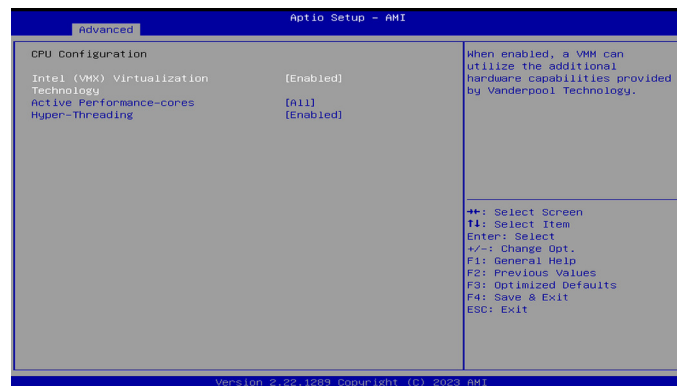 Aptio Setup – AMI
Advanced
CPU Configuration
Intel (VMX) Virtualization [Enabled]
Technology
Active Performance-cores [All]
Hyper-Threading [Enabled]
When enabled, a VMM can
utilize the additional
hardware capabilities provided
by Vanderpool Technology.
→←: Select Screen
↑↓: Select Item
Enter: Select
+/-: Change Opt.
F1: General Help
F2: Previous Values
F3: Optimized Defaults
F4: Save & Exit
ESC: Exit
Version 2.22.1289 Copyright (C) 2023 AMI